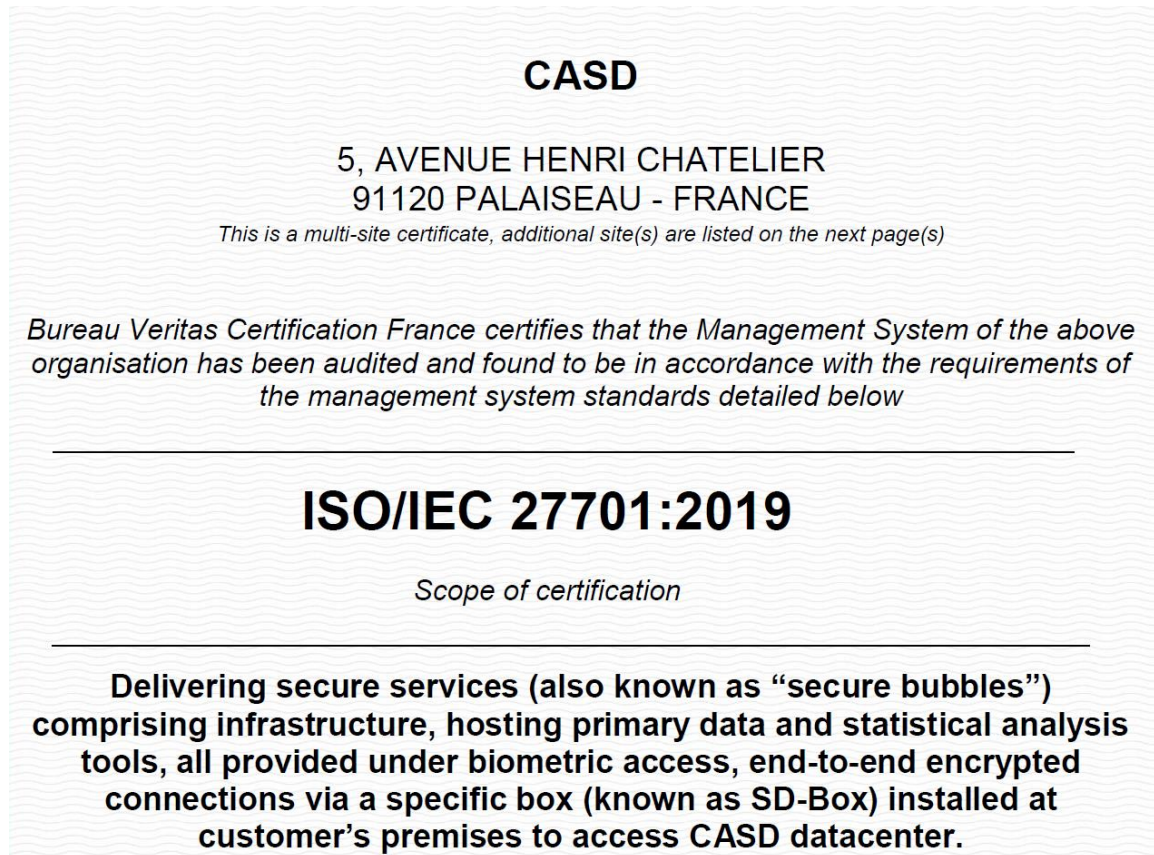 CASD
5, AVENUE HENRI CHATELIER
91120 PALAISEAU - FRANCE
This is a multi-site certificate, additional site(s) are listed on the next page(s)
Bureau Veritas Certification France certifies that the Management System of the above
organisation has been audited and found to be in accordance with the requirements of
the management system standards detailed below
ISO/IEC 27701:2019
Scope of certification
Delivering secure services (also known as “secure bubbles”)
comprising infrastructure, hosting primary data and statistical analysis
tools, all provided under biometric access, end-to-end encrypted
connections via a specific box (known as SD-Box) installed at
customer’s premises to access CASD datacenter.